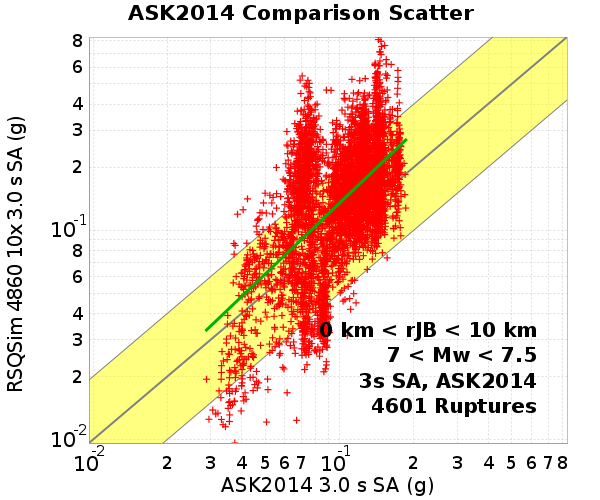 ASK2014 Comparison Scatter
8
6
4
3
2
10-1
8
6
4
3
2
10-2
RSQSim 4860 10x 3.0 s SA (g)
0 km < rJB < 10 km
7 < Mw < 7.5
3s SA, ASK2014
4601 Ruptures
10-2 2 3 4 5 6 7 10-1 2 3 4 5 6 7 8
ASK2014 3.0 s SA (g)